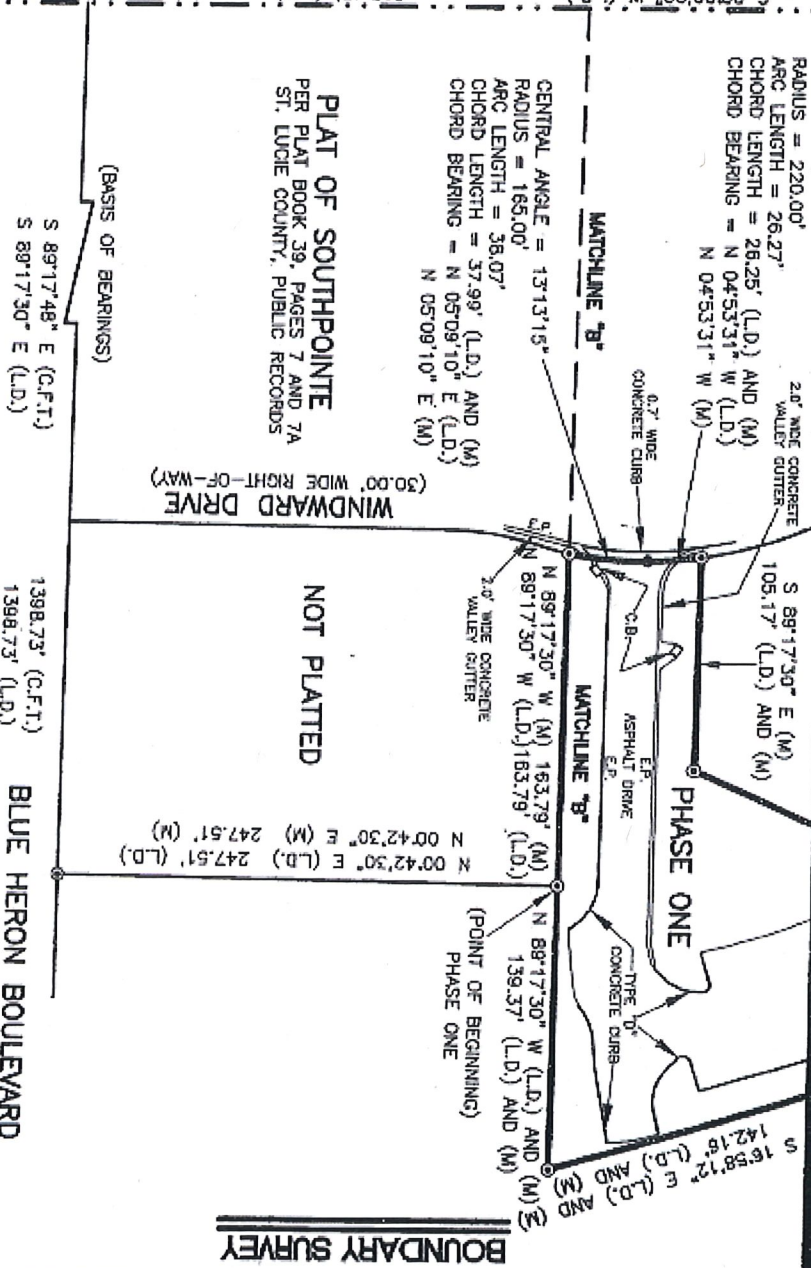 RADIUS = 220.00'
ARC LENGTH = 26.27'
CHORD LENGTH = 26.25' (L.D.) AND (M)
CHORD BEARING = N 04°53'31" W (L.D.)
N 04°53'31" W (M)
2.0' WIDE CONCRETE
VALLEY GUTTER
S 89°17'30" E (M)
105.17' (L.D.) AND (M)
MATCHLINE "B"
0.7' WIDE
CONCRETE CURB
CENTRAL ANGLE = 13°13'15"
RADIUS = 165.00'
ARC LENGTH = 38.07'
CHORD LENGTH = 37.99' (L.D.) AND (M)
CHORD BEARING = N 05°09'10" E (L.D.)
N 05°09'10" E (M)
C.B.
E.P.
ASPHALT DRIVE
E.P.
PHASE ONE
MATCHLINE "B"
TYPE "D"
CONCRETE CURB
S 16°58'12" E (L.D.) AND (M)
142.16' (L.D.) AND (M)
N 89°17'30" W (M) 163.79' (M)
N 89°17'30" W (L.D.) 163.79' (L.D.)
2.0' WIDE CONCRETE
VALLEY GUTTER
N 89°17'30" W (L.D.) AND (M)
139.37' (L.D.) AND (M)
(POINT OF BEGINNING)
PHASE ONE
PLAT OF SOUTHPOINTE
PER PLAT BOOK 39, PAGES 7 AND 7A
ST. LUCIE COUNTY, PUBLIC RECORDS
WINDWARD DRIVE
(30.00' WIDE RIGHT-OF-WAY)
NOT PLATTED
N 00°42'30" E (M) 247.51' (M)
N 00°42'30" E (L.D.) 247.51' (L.D.)
(BASIS OF BEARINGS)
S 89°17'48" E (C.F.T.)
S 89°17'30" E (L.D.)
1398.73' (C.F.T.)
1398.73' (L.D.)
BLUE HERON BOULEVARD
BOUNDARY SURVEY